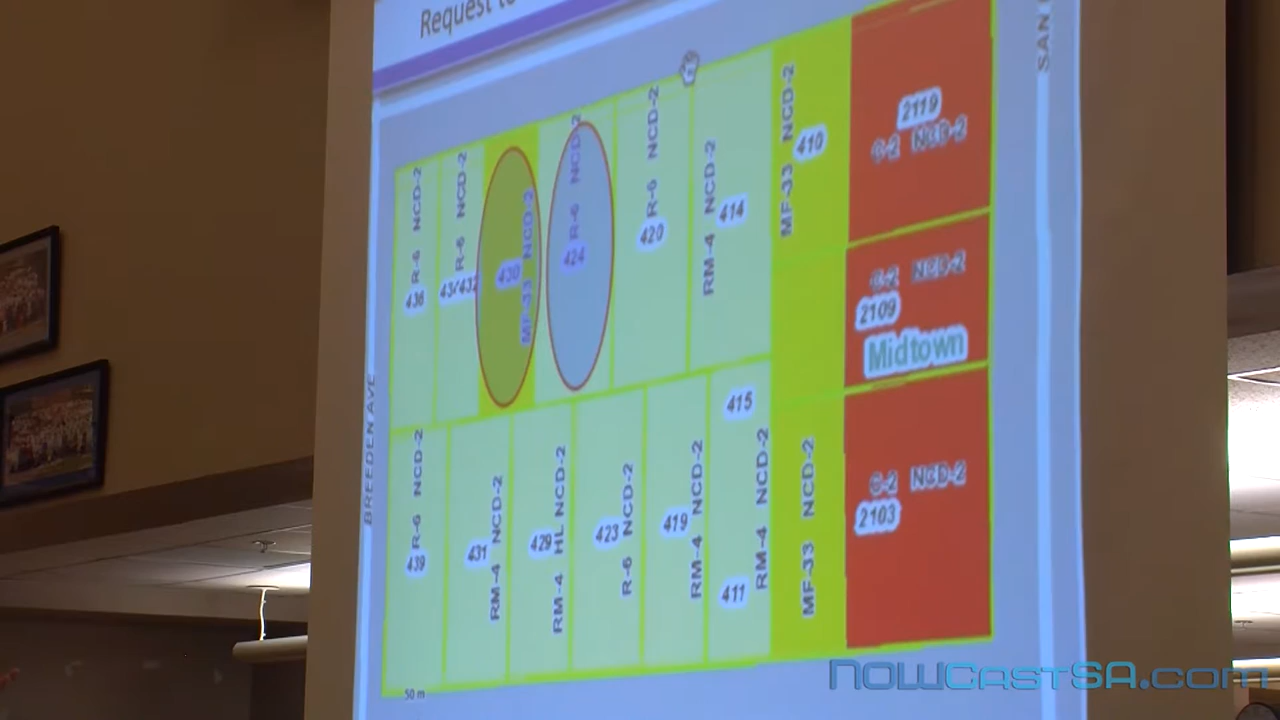 Request to
SAN
BREEDEN AVE
436
R-6 NCD-2
R-6 NCD-2
430
MF-33 NCD-2
424
R-6 NCD-2
420
R-6 NCD-2
414
RM-4 NCD-2
410
MF-33 NCD-2
2119
C-2 NCD-2
C-2 NCD-2
2109
Midtown
439
R-6 NCD-2
431
RM-4 NCD-2
429
RM-4 HL NCD-2
423
R-6 NCD-2
419
RM-4 NCD-2
415
411
RM-4 NCD-2
MF-33 NCD-2
C-2 NCD-2
2103
50 m
NOWCastSA.com